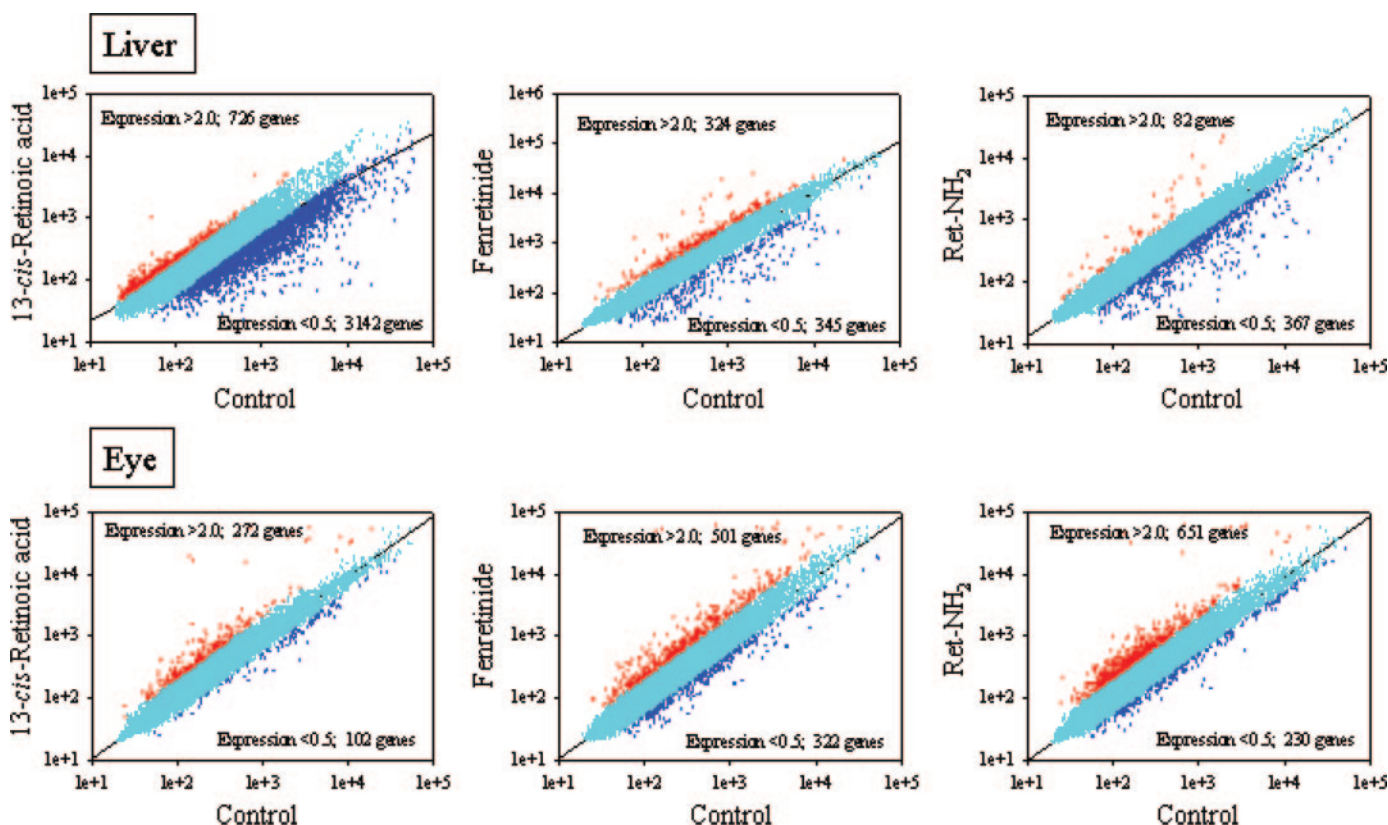 Liver
13-cis-Retinoic acid
1e+5
1e+4
1e+3
1e+2
1e+1
Expression >2.0; 726 genes
Expression <0.5; 3142 genes
1e+1 1e+2 1e+3 1e+4 1e+5
Control
Fenretinide
1e+6
1e+5
1e+4
1e+3
1e+2
1e+1
Expression >2.0; 324 genes
Expression <0.5; 345 genes
1e+1 1e+2 1e+3 1e+4 1e+5
Control
Ret-NH2
1e+5
1e+4
1e+3
1e+2
1e+1
Expression >2.0; 82 genes
Expression <0.5; 367 genes
1e+1 1e+2 1e+3 1e+4 1e+5
Control
Eye
13-cis-Retinoic acid
1e+5
1e+4
1e+3
1e+2
1e+1
Expression >2.0; 272 genes
Expression <0.5; 102 genes
1e+1 1e+2 1e+3 1e+4 1e+5
Control
Fenretinide
1e+5
1e+4
1e+3
1e+2
1e+1
Expression >2.0; 501 genes
Expression <0.5; 322 genes
1e+1 1e+2 1e+3 1e+4 1e+5
Control
Ret-NH2
1e+5
1e+4
1e+3
1e+2
1e+1
Expression >2.0; 651 genes
Expression <0.5; 230 genes
1e+1 1e+2 1e+3 1e+4 1e+5
Control